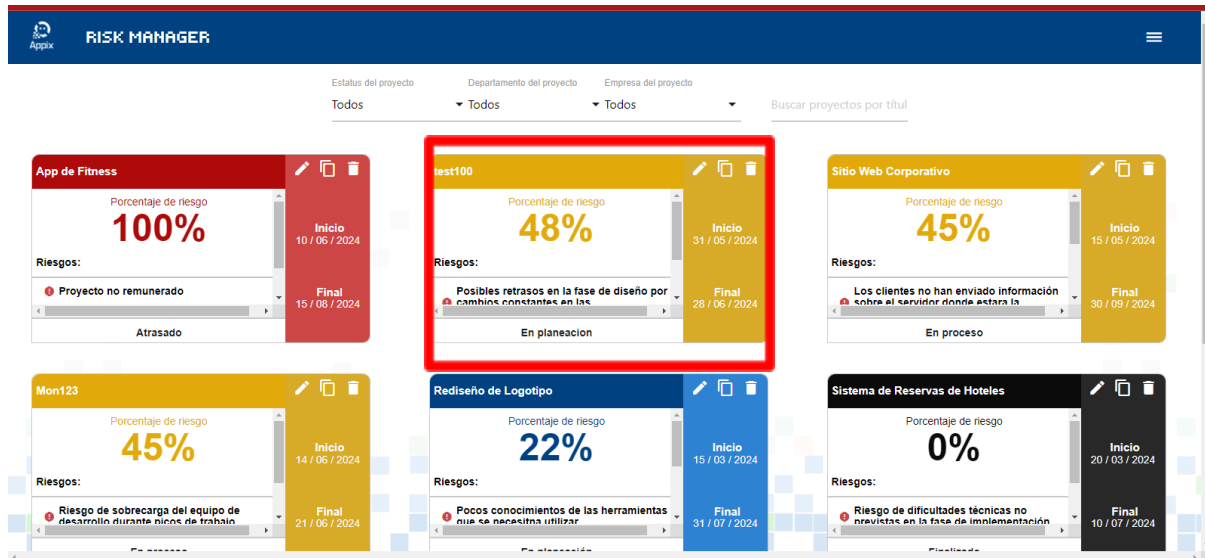 Appix
RISK MANAGER
Estatus del proyecto
Departamento del proyecto
Empresa del proyecto
Todos
Todos
Todos
Buscar proyectos por títul
App de Fitness
Porcentaje de riesgo
100%
Riesgos:
Proyecto no remunerado
Atrasado
Inicio
10 / 06 / 2024
Final
15 / 08 / 2024
test100
Porcentaje de riesgo
48%
Riesgos:
Posibles retrasos en la fase de diseño por
cambios constantes en las
En planeacion
Inicio
31 / 05 / 2024
Final
28 / 06 / 2024
Sitio Web Corporativo
Porcentaje de riesgo
45%
Riesgos:
Los clientes no han enviado información
sobre el servidor donde estara la
En proceso
Inicio
15 / 05 / 2024
Final
30 / 09 / 2024
Mon123
Porcentaje de riesgo
45%
Riesgos:
Riesgo de sobrecarga del equipo de
desarrollo durante picos de trabajo
En proceso
Inicio
14 / 06 / 2024
Final
21 / 06 / 2024
Rediseño de Logotipo
Porcentaje de riesgo
22%
Riesgos:
Pocos conocimientos de las herramientas
que se necesitna utilizar
En planeación
Inicio
15 / 03 / 2024
Final
31 / 07 / 2024
Sistema de Reservas de Hoteles
Porcentaje de riesgo
0%
Riesgos:
Riesgo de dificultades técnicas no
previstas en la fase de implementación
Finalizado
Inicio
20 / 03 / 2024
Final
10 / 07 / 2024